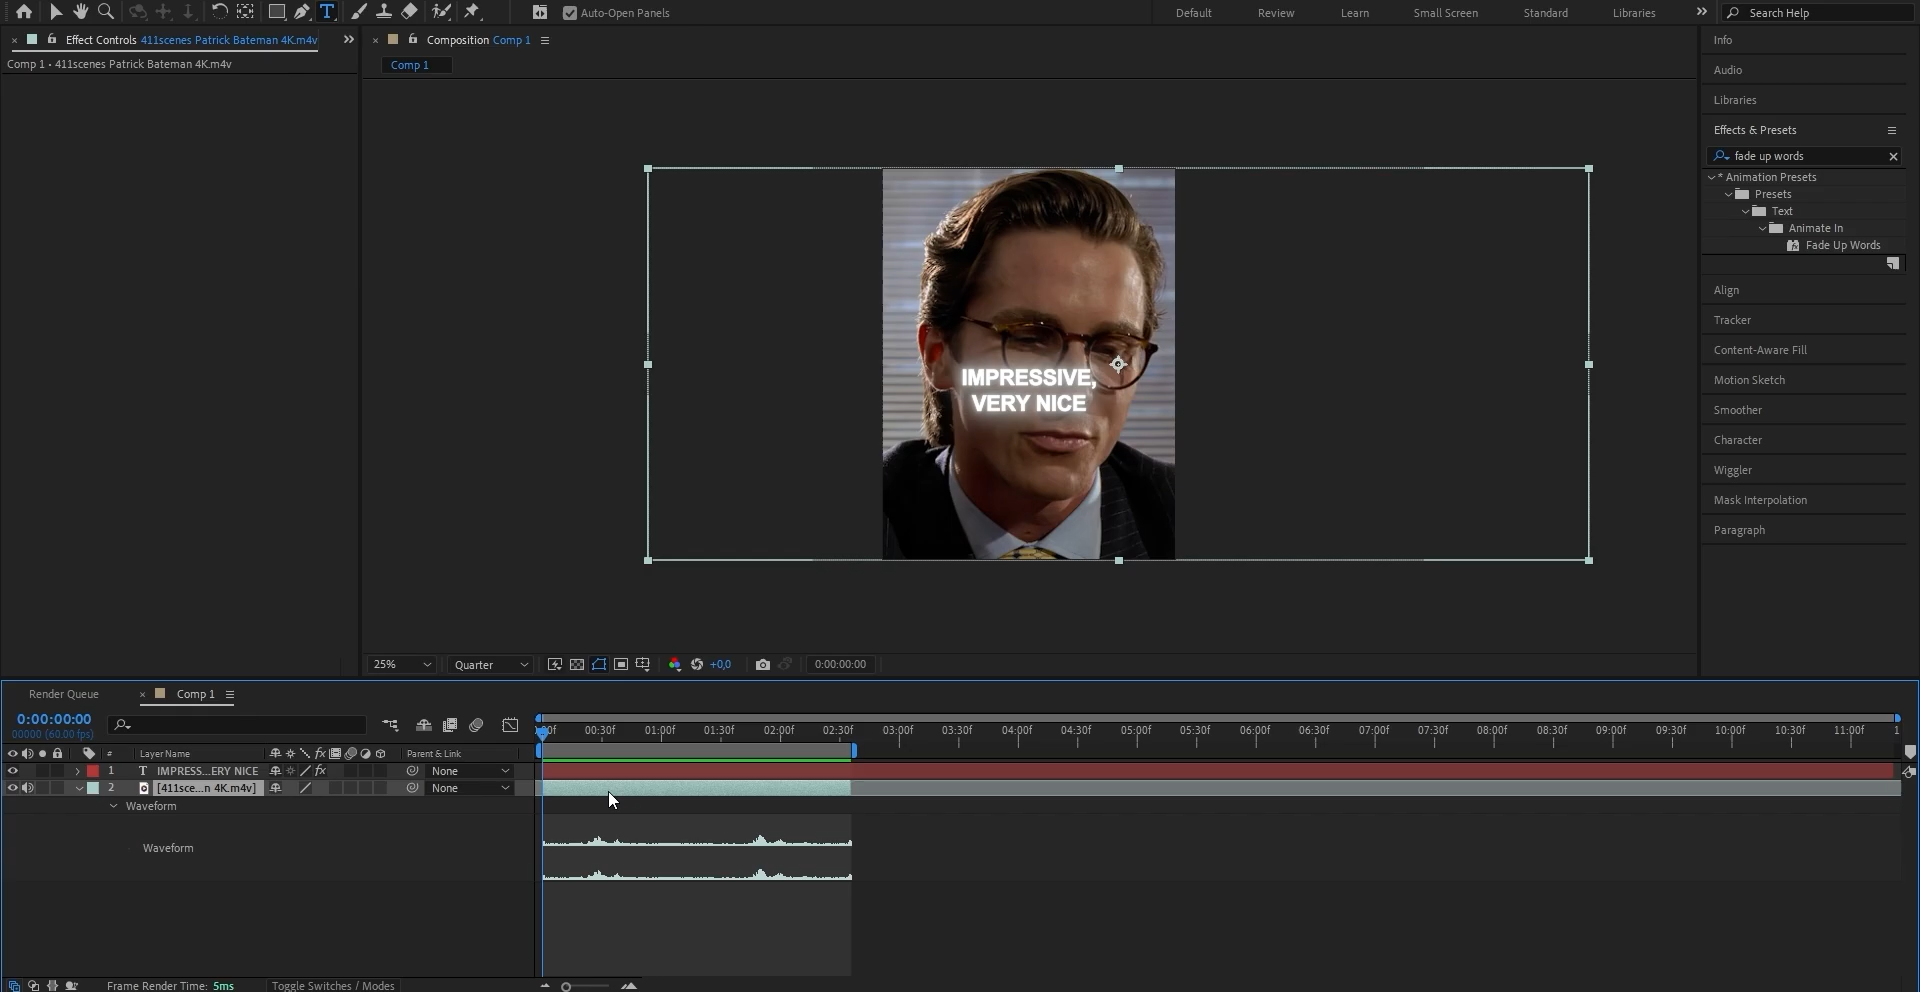 Auto-Open Panels
Default
Review
Learn
Small Screen
Standard
Libraries
Search Help
Effect Controls 411scenes Patrick Bateman 4K.m4v
Comp 1 • 411scenes Patrick Bateman 4K.m4v
Composition Comp 1
Comp 1
IMPRESSIVE,
VERY NICE
25%
Quarter
+0,0
0:00:00:00
Info
Audio
Libraries
Effects & Presets
fade up words
* Animation Presets
Presets
Text
Animate In
Fade Up Words
Align
Tracker
Content-Aware Fill
Motion Sketch
Smoother
Character
Wiggler
Mask Interpolation
Paragraph
Render Queue
Comp 1
0:00:00:00
00000 (60.00 fps)
00:30f 01:00f 01:30f 02:00f 02:30f 03:00f 03:30f 04:00f 04:30f 05:00f 05:30f 06:00f 06:30f 07:00f 07:30f 08:00f 08:30f 09:00f 09:30f 10:00f 10:30f 11:00f
# Layer Name fx Parent & Link
1 T IMPRESS...ERY NICE fx None
2 [411sce...n 4K.m4v] None
Waveform
Waveform
Frame Render Time: 5ms
Toggle Switches / Modes